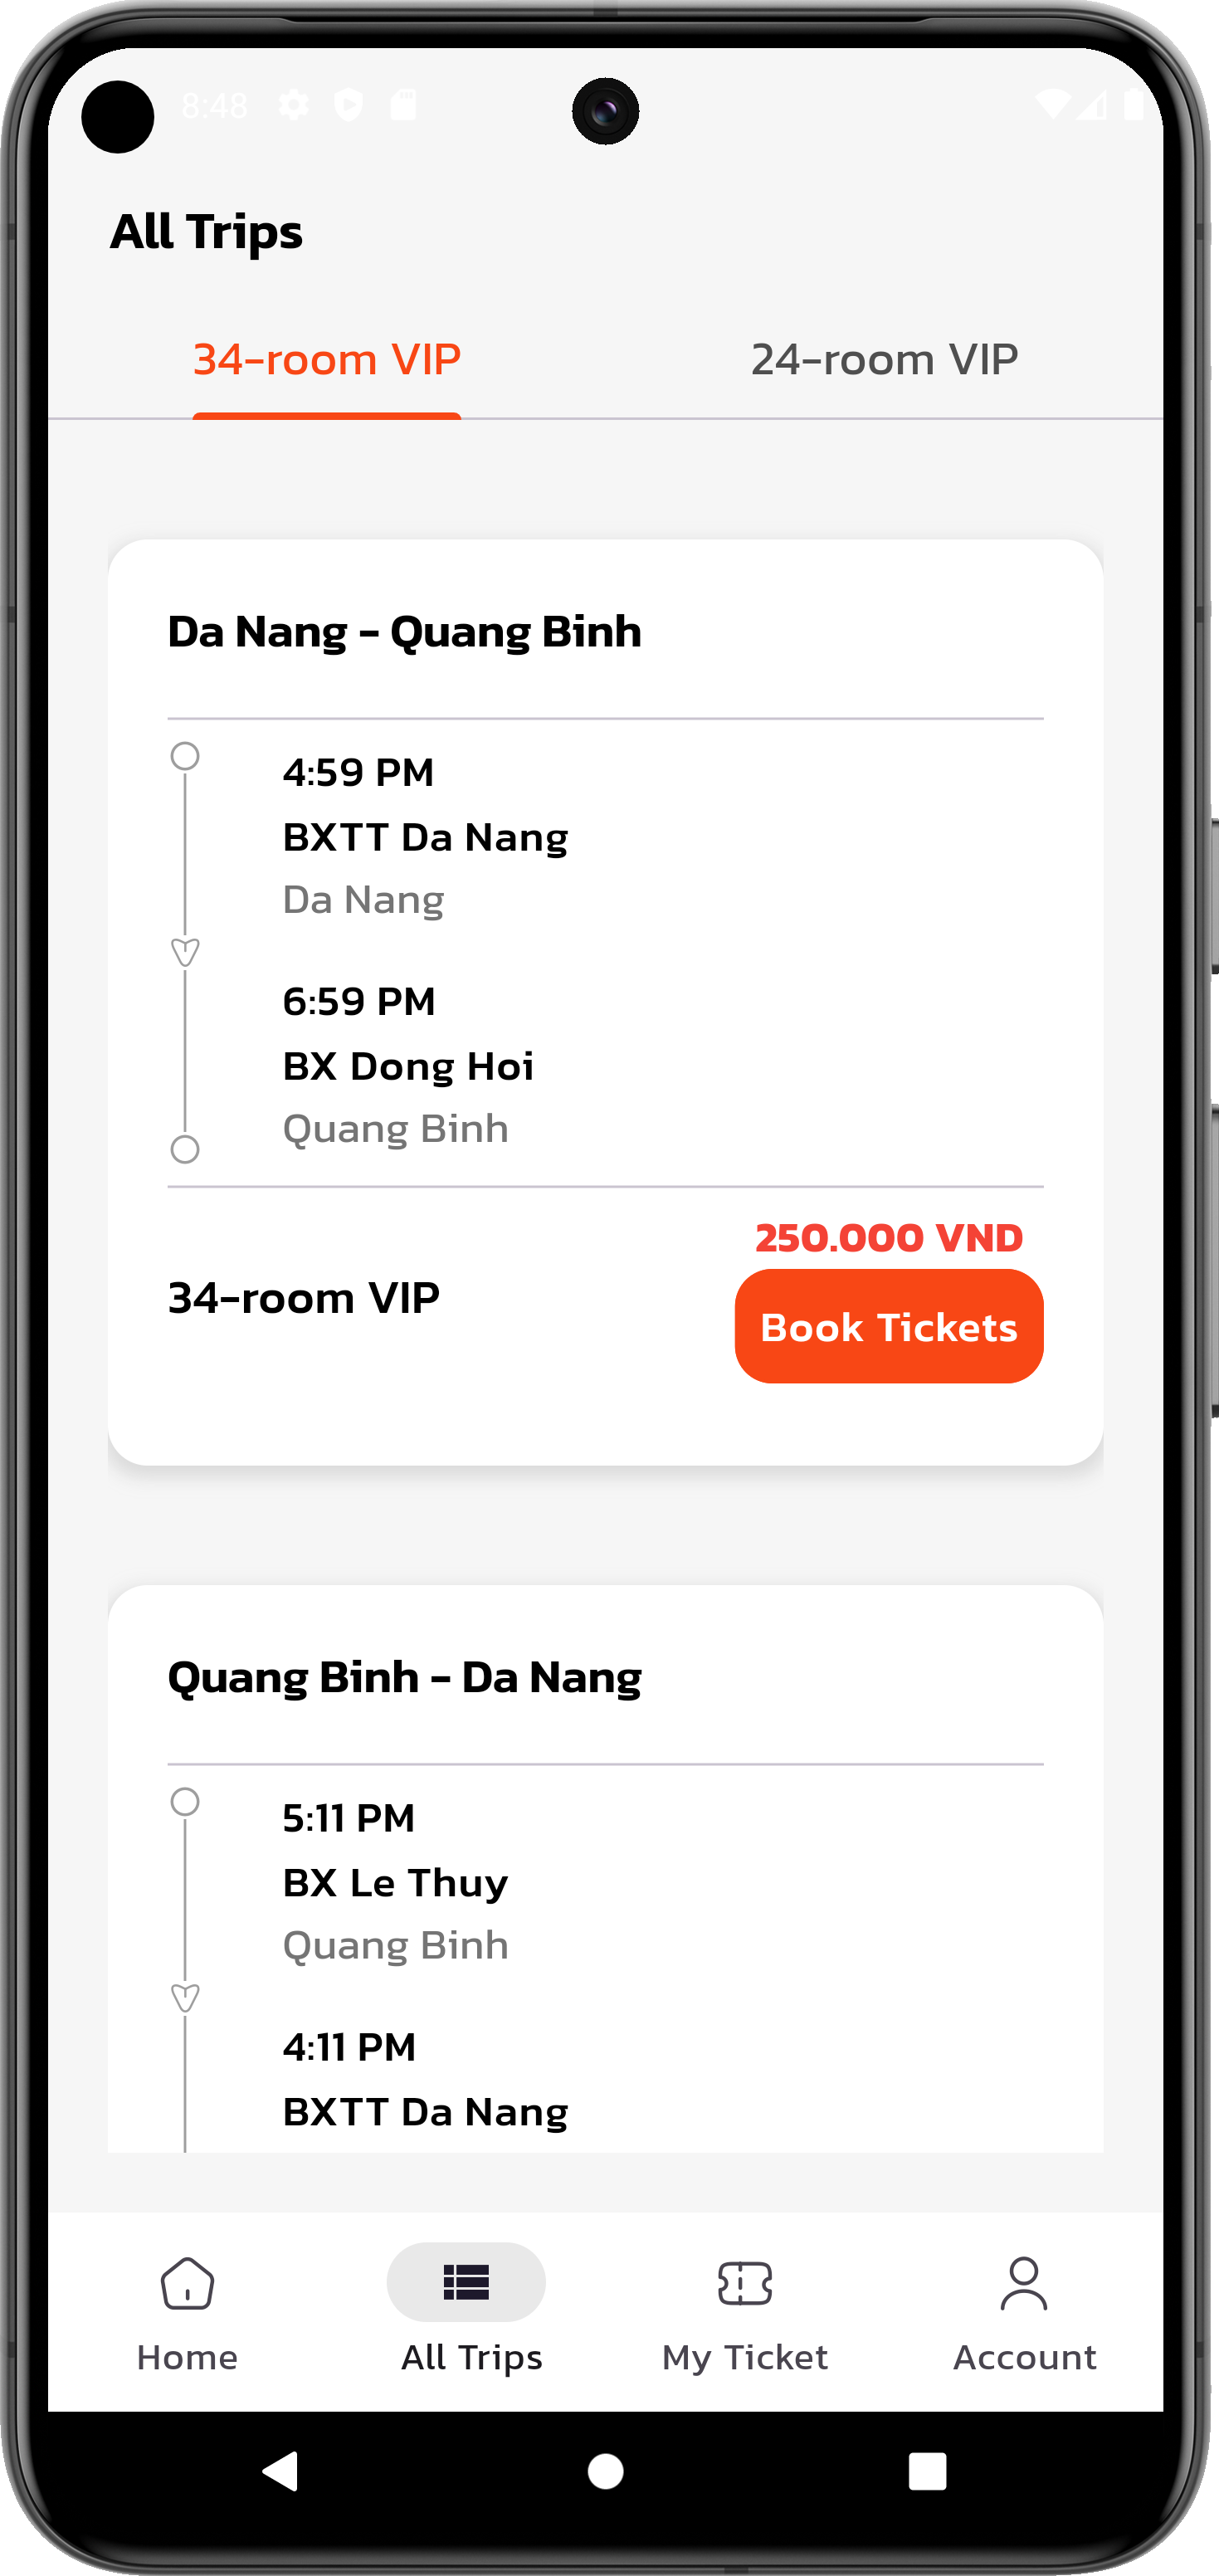 8:48
All Trips
34-room VIP 24-room VIP
Da Nang - Quang Binh
4:59 PM
BXTT Da Nang
Da Nang
6:59 PM
BX Dong Hoi
Quang Binh
250.000 VND
34-room VIP
Book Tickets
Quang Binh - Da Nang
5:11 PM
BX Le Thuy
Quang Binh
4:11 PM
BXTT Da Nang
Home All Trips My Ticket Account